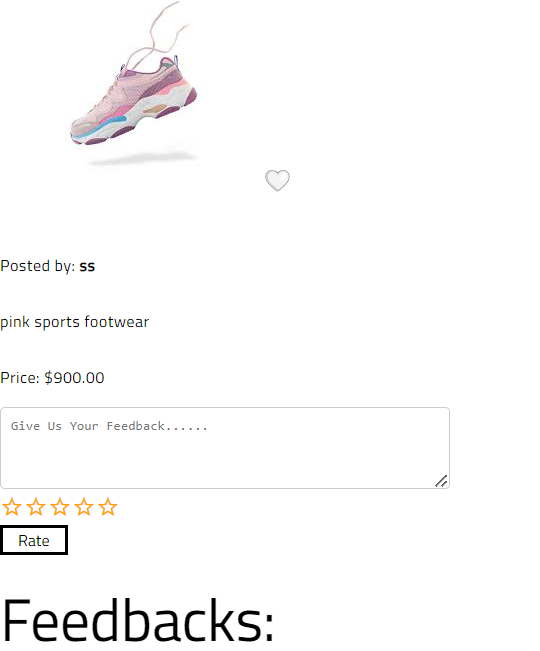 Posted by: ss
pink sports footwear
Price: $900.00
Give Us Your Feedback......
Rate
Feedbacks: